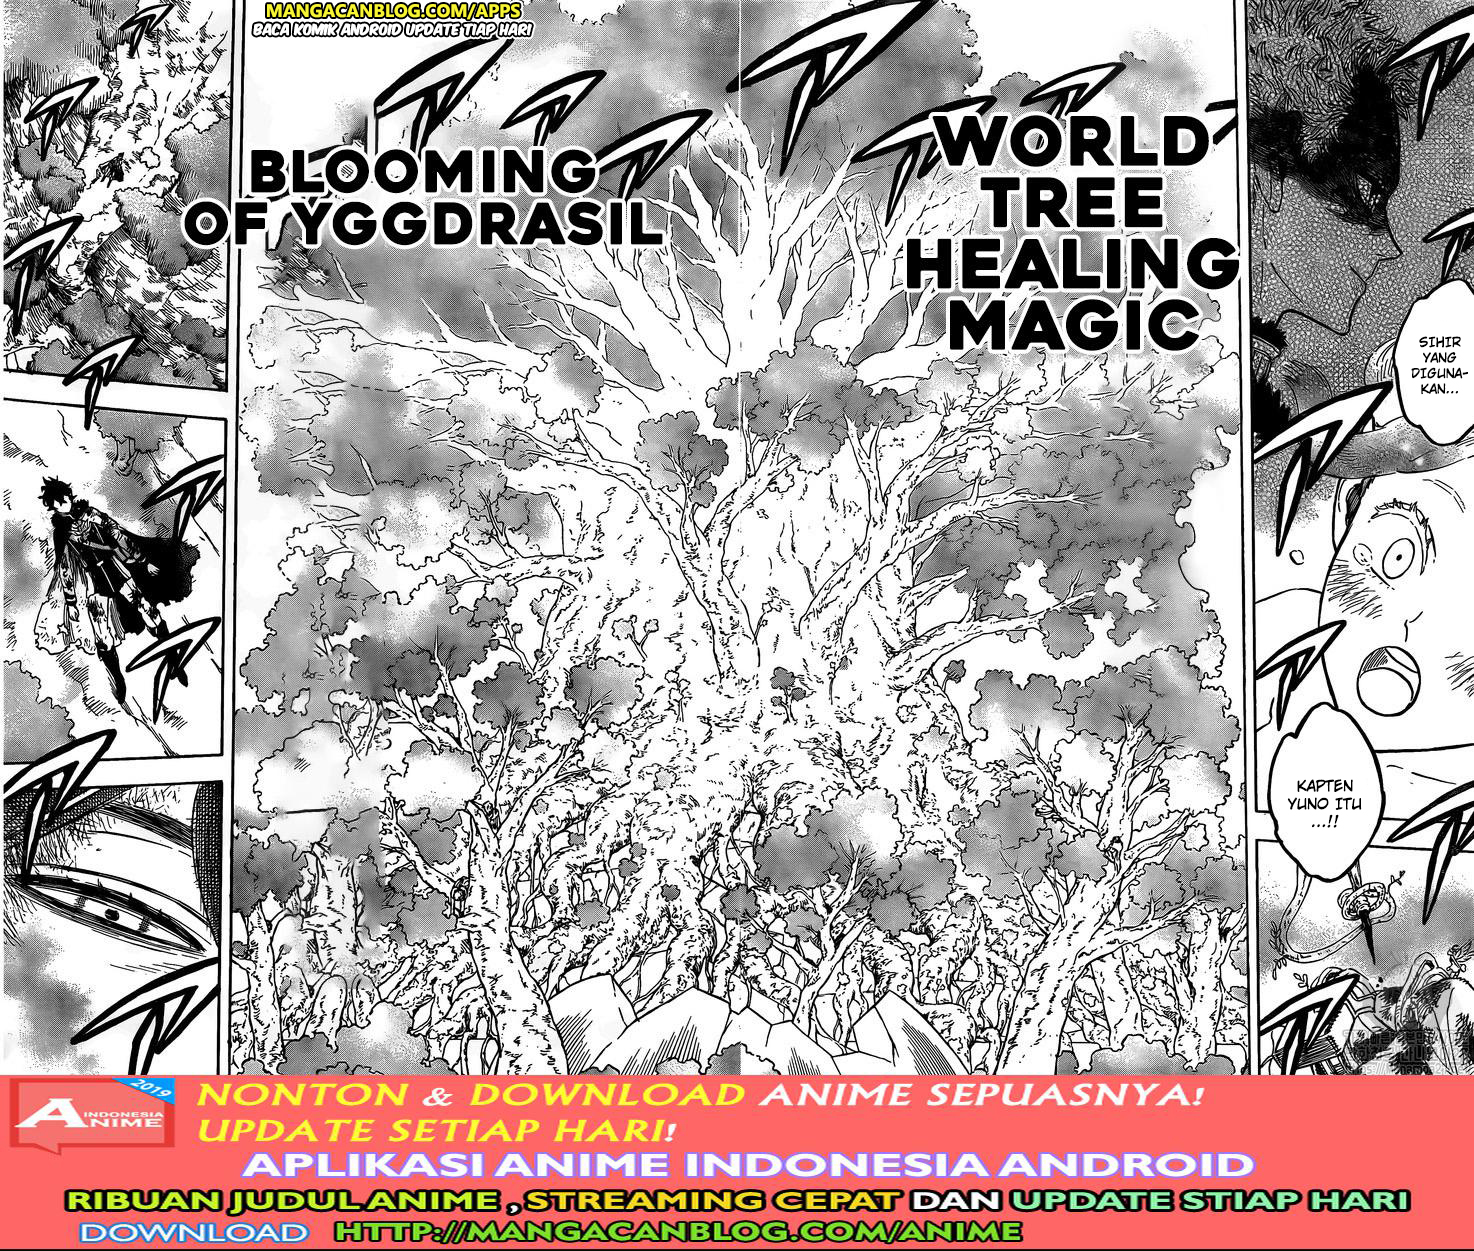 MANGACANBLOG.COM/APPS
BACA KOMIK ANDROID UPDATE TIAP HARI
WORLD
TREE
HEALING
MAGIC
BLOOMING
OF YGGDRASIL
SIHIR
YANG
DIGUNA-
KAN...
KAPTEN
YUNO ITU
...!!
2019
INDONESIA
ANIME
NONTON & DOWNLOAD ANIME SEPUASNYA!
UPDATE SETIAP HARI!
APLIKASI ANIME INDONESIA ANDROID
RIBUAN JUDUL ANIME , STREAMING CEPAT DAN UPDATE STIAP HARI
DOWNLOAD HTTP://MANGACANBLOG.COM/ANIME